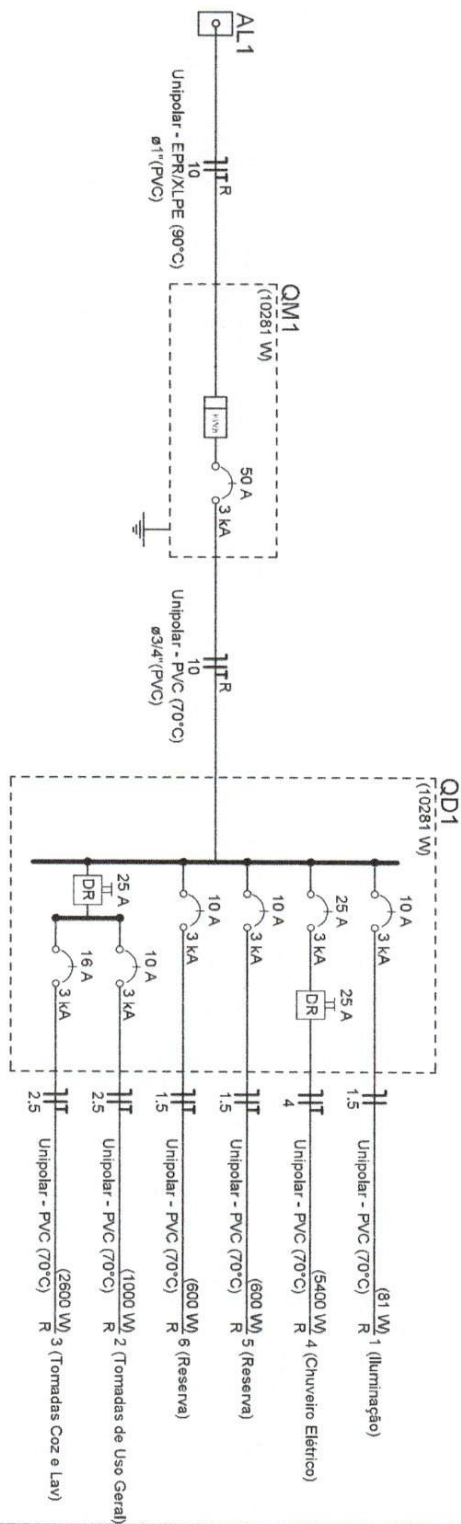 AL1
R
10
Unipolar - EPR/XLPE (90°C)
ø1"(PVC)
QM1
(10281 W)
50 A
3 kA
R
10
Unipolar - PVC (70°C)
ø3/4"(PVC)
QD1
(10281 W)
10 A
3 kA
1.5
Unipolar - PVC (70°C)
(81 W)
R
1 (Iluminação)
25 A
3 kA
25 A
DR
4
Unipolar - PVC (70°C)
(5400 W)
R
4 (Chuveiro Elétrico)
10 A
3 kA
1.5
Unipolar - PVC (70°C)
(600 W)
R
5 (Reserva)
10 A
3 kA
1.5
Unipolar - PVC (70°C)
(600 W)
R
6 (Reserva)
25 A
DR
10 A
3 kA
2.5
Unipolar - PVC (70°C)
(1000 W)
R
2 (Tomadas de Uso Geral)
16 A
3 kA
2.5
Unipolar - PVC (70°C)
(2600 W)
R
3 (Tomadas Coz e Lav)